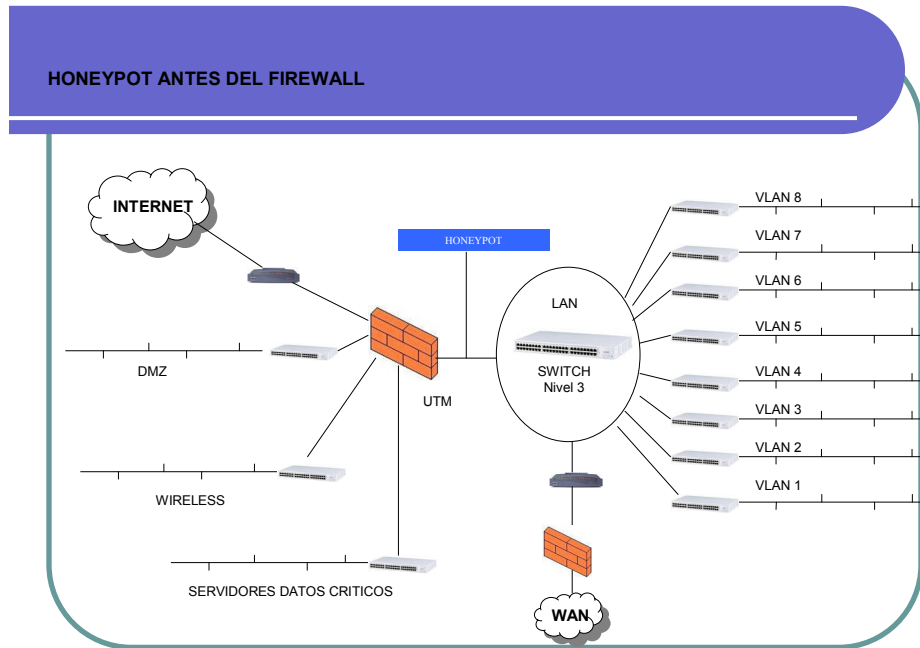 HONEYPOT ANTES DEL FIREWALL
INTERNET
HONEYPOT
LAN
SWITCH
Nivel 3
UTM
DMZ
WIRELESS
SERVIDORES DATOS CRITICOS
WAN
VLAN 8
VLAN 7
VLAN 6
VLAN 5
VLAN 4
VLAN 3
VLAN 2
VLAN 1